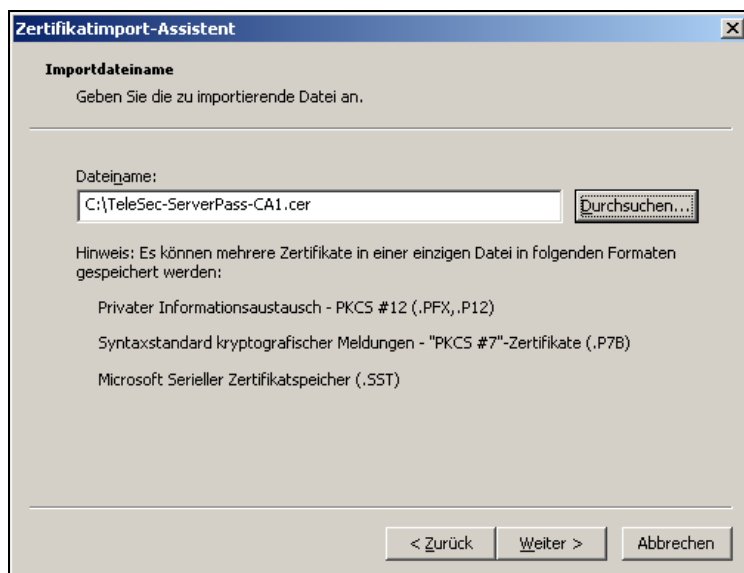 Zertifikatimport-Assistent
Importdateiname
Geben Sie die zu importierende Datei an.
Dateiname:
C:\TeleSec-ServerPass-CA1.cer
Durchsuchen...
Hinweis: Es können mehrere Zertifikate in einer einzigen Datei in folgenden Formaten
gespeichert werden:
Privater Informationsaustausch - PKCS #12 (.PFX,.P12)
Syntaxstandard kryptografischer Meldungen - "PKCS #7"-Zertifikate (.P7B)
Microsoft Serieller Zertifikatspeicher (.SST)
< Zurück Weiter > Abbrechen